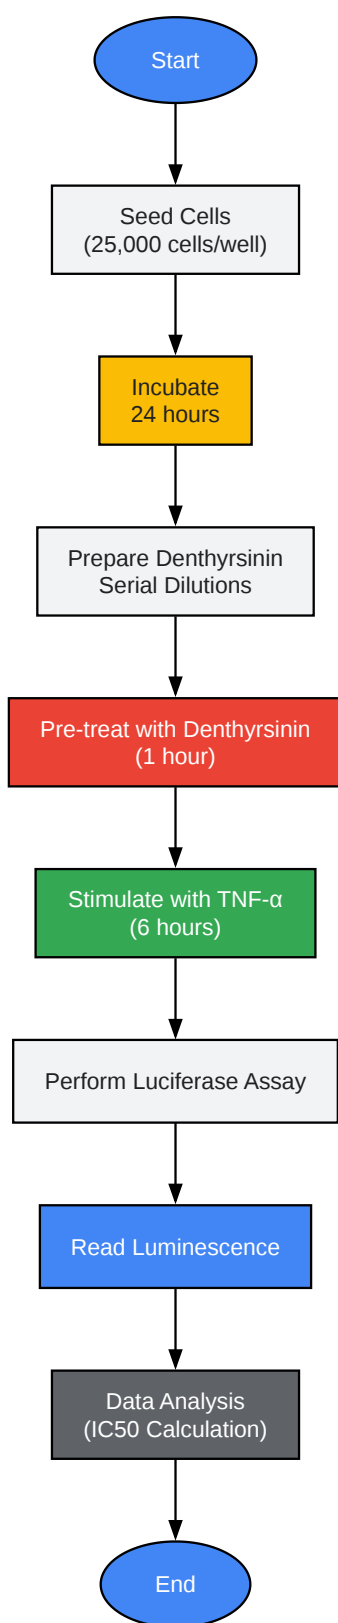 Start
Seed Cells
(25,000 cells/well)
Incubate
24 hours
Prepare Denthyrsinin
Serial Dilutions
Pre-treat with Denthyrsinin
(1 hour)
Stimulate with TNF-α
(6 hours)
Perform Luciferase Assay
Read Luminescence
Data Analysis
(IC50 Calculation)
End